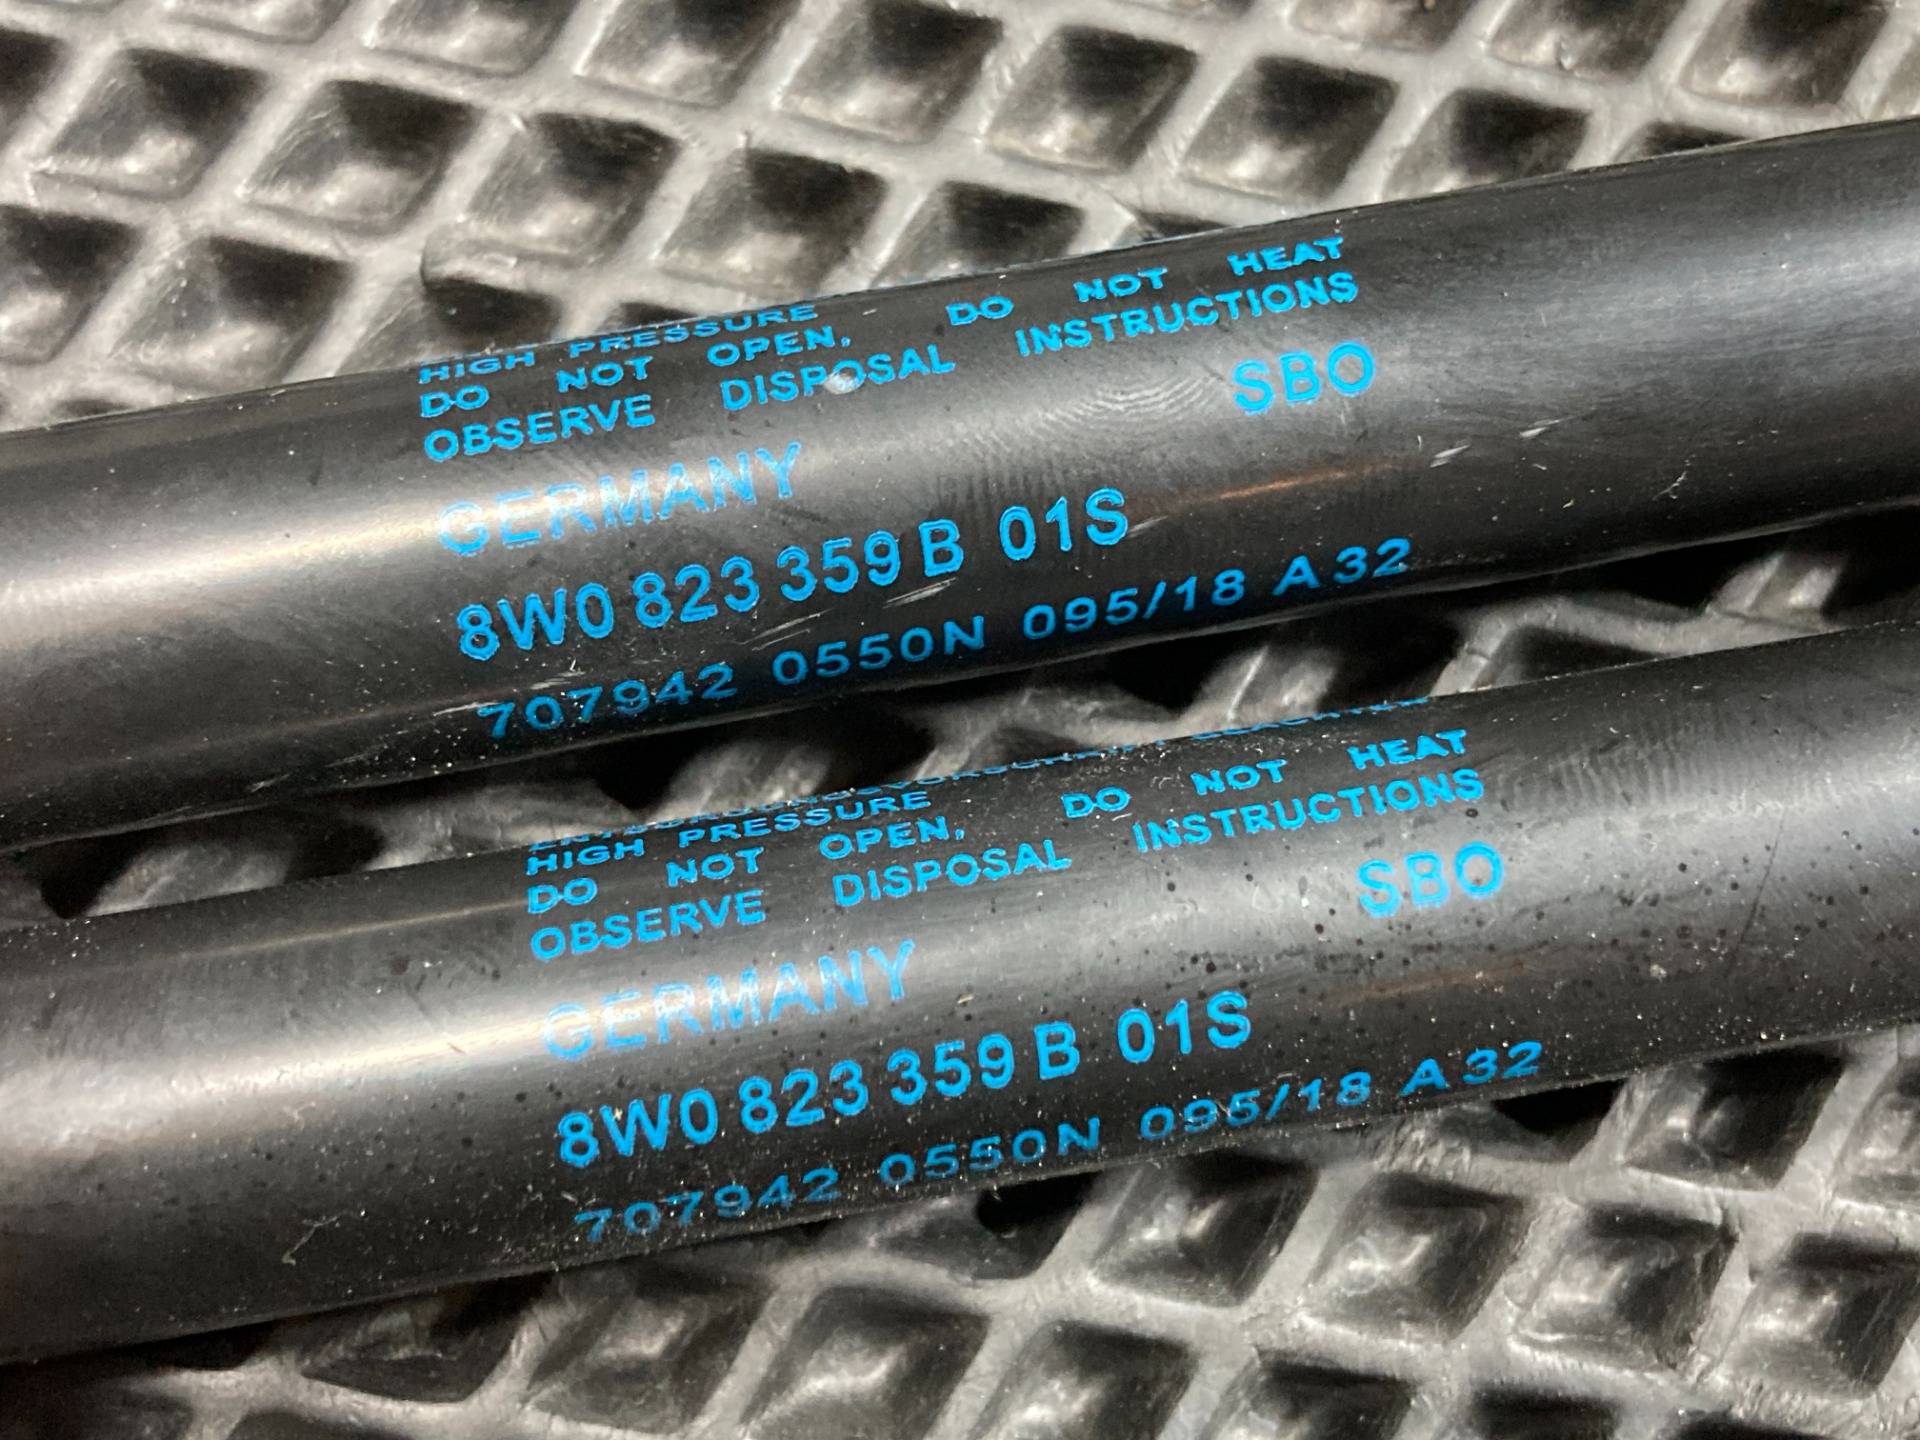 HIGH PRESSURE
DO NOT OPEN, DO NOT HEAT
OBSERVE DISPOSAL INSTRUCTIONS
GERMANY SBO
8W0 823 359 B 01S
707942 0550N 095/18 A 32
HIGH PRESSURE
DO NOT OPEN, DO NOT HEAT
OBSERVE DISPOSAL INSTRUCTIONS
GERMANY SBO
8W0 823 359 B 01S
707942 0550N 095/18 A 32